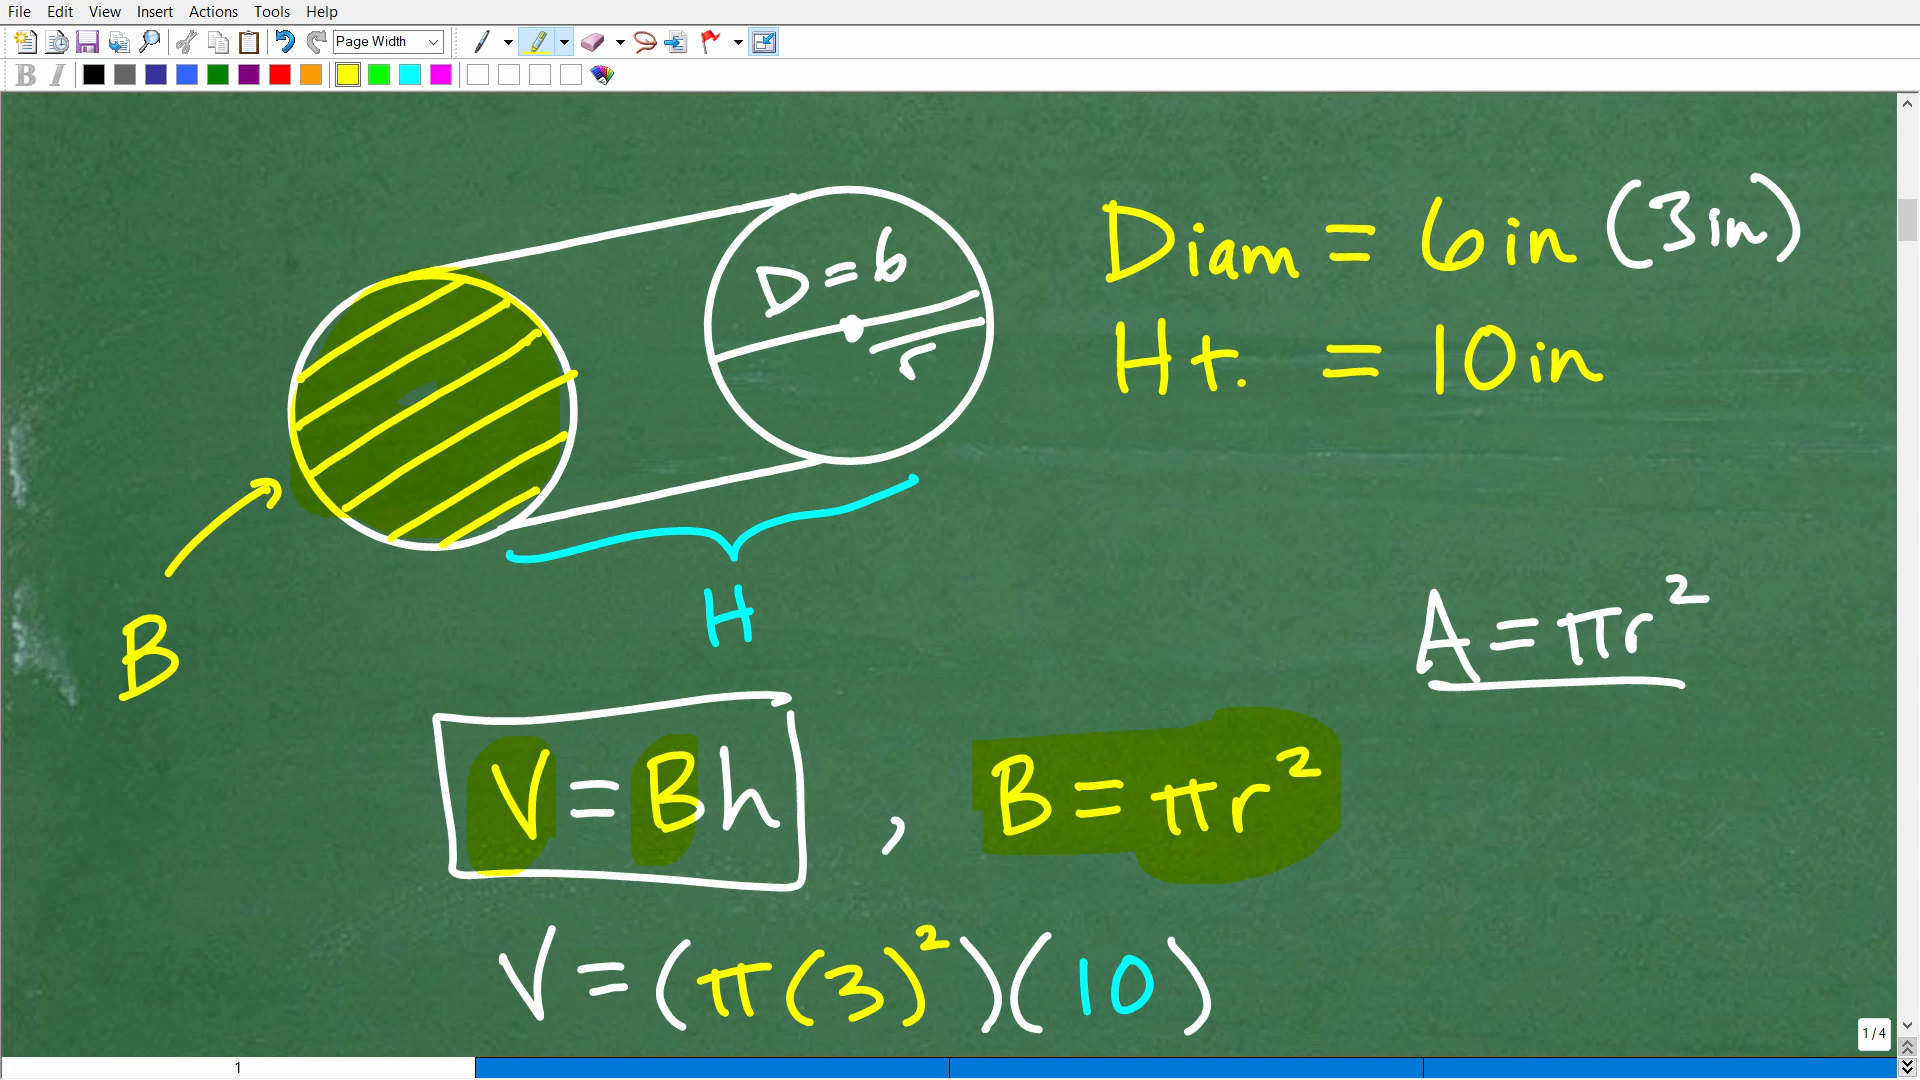 File Edit View Insert Actions Tools Help
Page Width
B I
D = 6
r
Diam = 6in (3in)
Ht. = 10in
B
H
A = πr²
V = Bh , B = πr²
V = (π(3)²)(10)
1 / 4
1